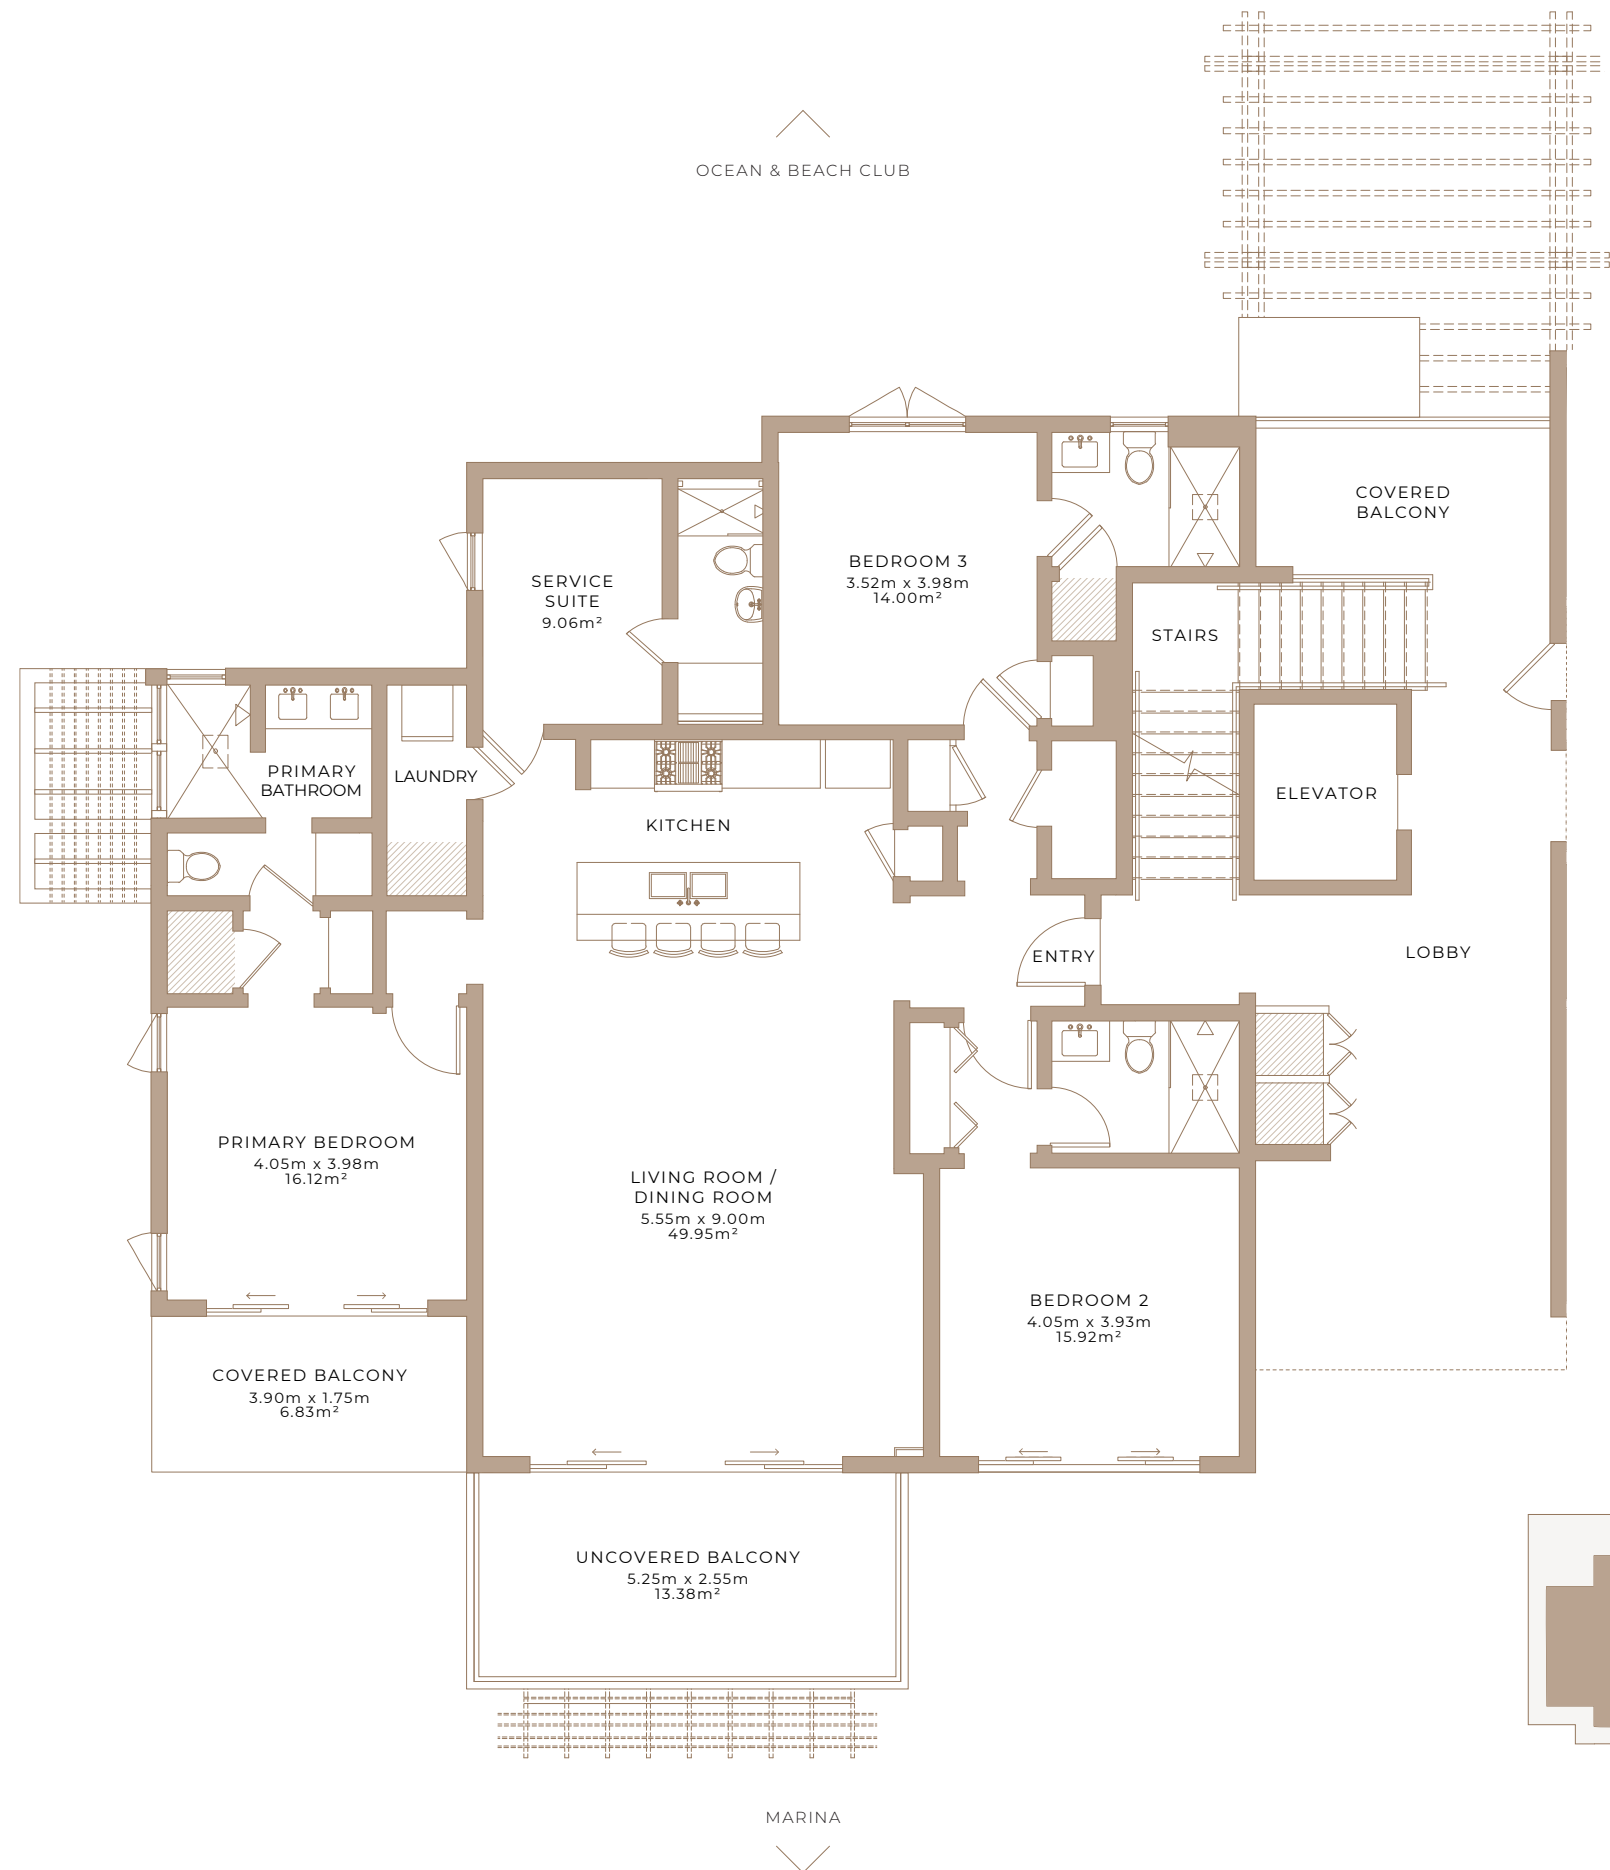 OCEAN & BEACH CLUB
COVERED
BALCONY
BEDROOM 3
3.52m x 3.98m
14.00m²
SERVICE
SUITE
9.06m²
STAIRS
PRIMARY
BATHROOM
LAUNDRY
ELEVATOR
KITCHEN
ENTRY
LOBBY
PRIMARY BEDROOM
4.05m x 3.98m
16.12m²
LIVING ROOM /
DINING ROOM
5.55m x 9.00m
49.95m²
BEDROOM 2
4.05m x 3.93m
15.92m²
COVERED BALCONY
3.90m x 1.75m
6.83m²
UNCOVERED BALCONY
5.25m x 2.55m
13.38m²
MARINA